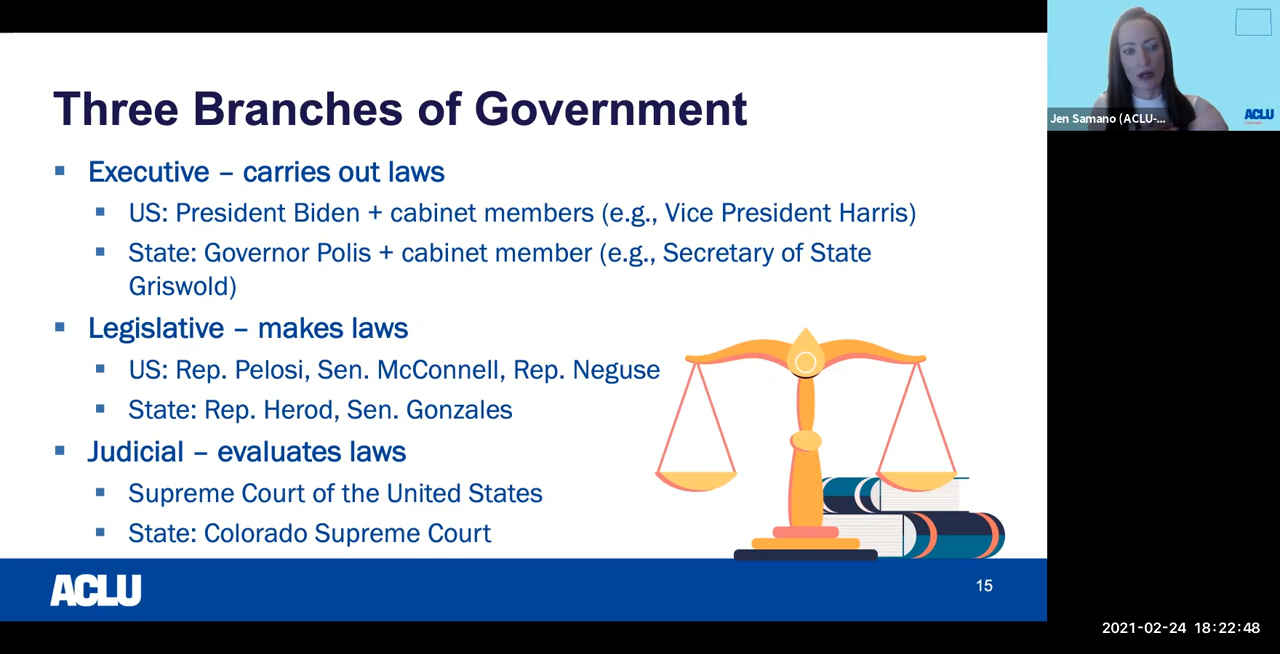 Three Branches of Government
Executive – carries out laws
US: President Biden + cabinet members (e.g., Vice President Harris)
State: Governor Polis + cabinet member (e.g., Secretary of State
Griswold)
Legislative – makes laws
US: Rep. Pelosi, Sen. McConnell, Rep. Neguse
State: Rep. Herod, Sen. Gonzales
Judicial – evaluates laws
Supreme Court of the United States
State: Colorado Supreme Court
ACLU
15
Jen Samano (ACLU-...
ACLU
2021-02-24 18:22:48